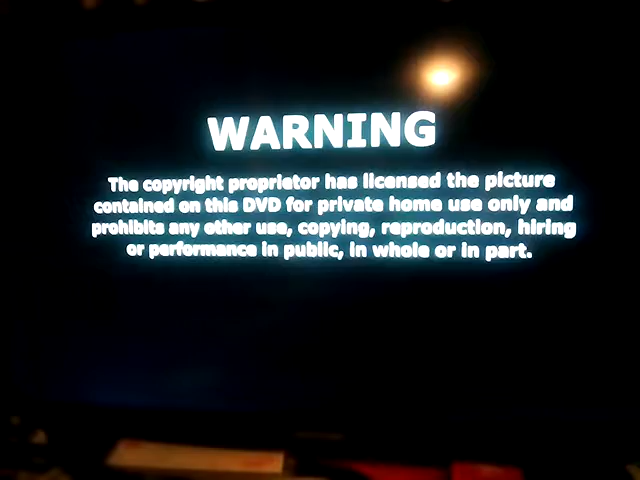 WARNING
The copyright proprietor has licensed the picture
contained on this DVD for private home use only and
prohibits any other use, copying, reproduction, hiring
or performance in public, in whole or in part.